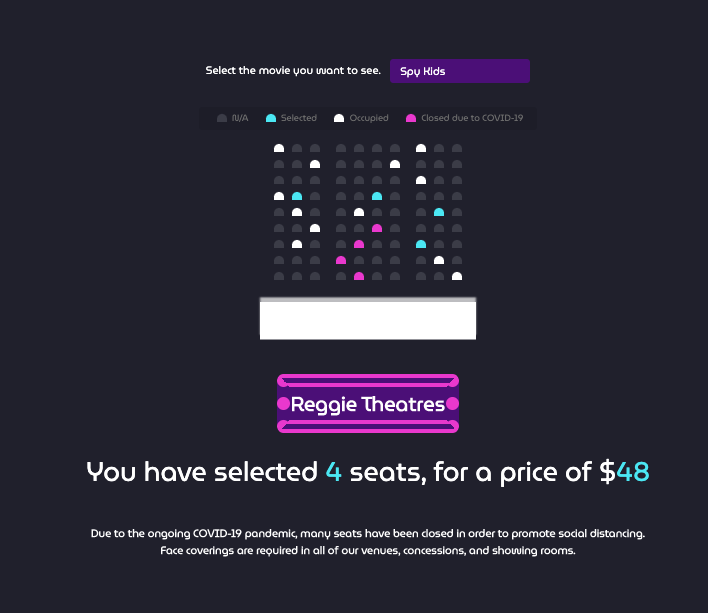 Select the movie you want to see. Spy Kids
N/A Selected Occupied Closed due to COVID-19
Reggie Theatres
You have selected 4 seats, for a price of $48
Due to the ongoing COVID-19 pandemic, many seats have been closed in order to promote social distancing.
Face coverings are required in all of our venues, concessions, and showing rooms.